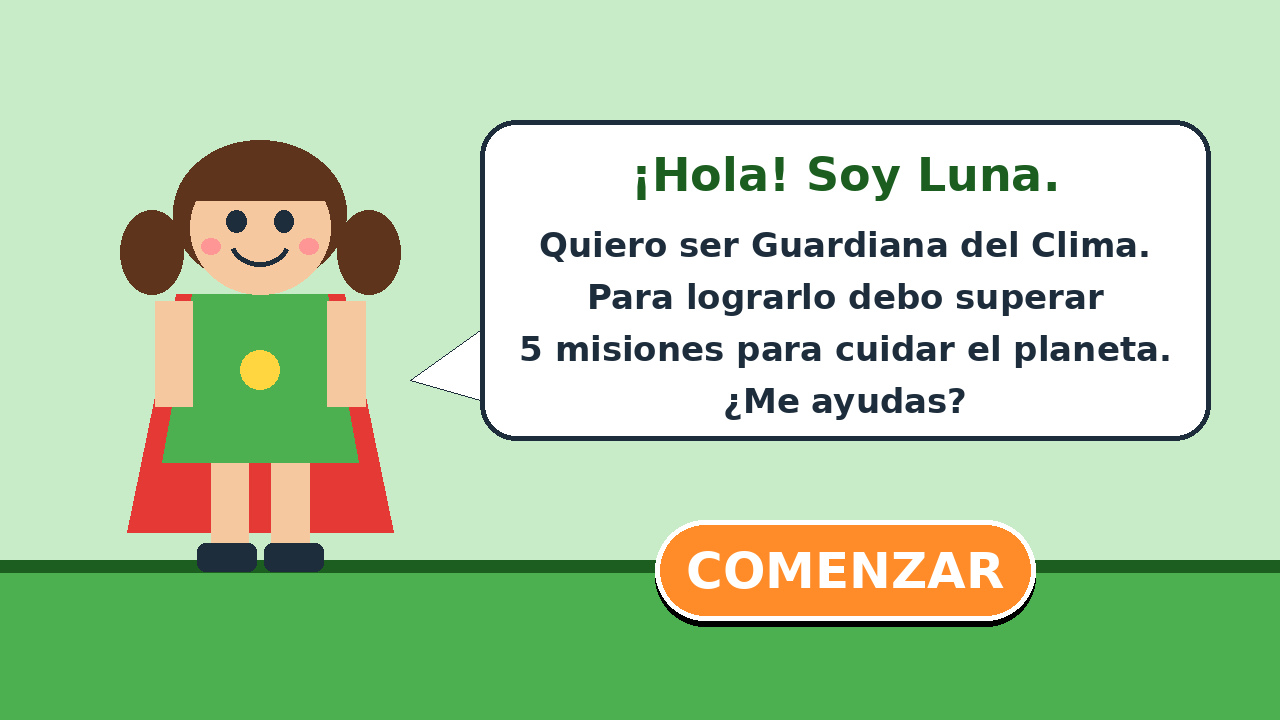 ¡Hola! Soy Luna.
Quiero ser Guardiana del Clima.
Para lograrlo debo superar
5 misiones para cuidar el planeta.
¿Me ayudas?
COMENZAR